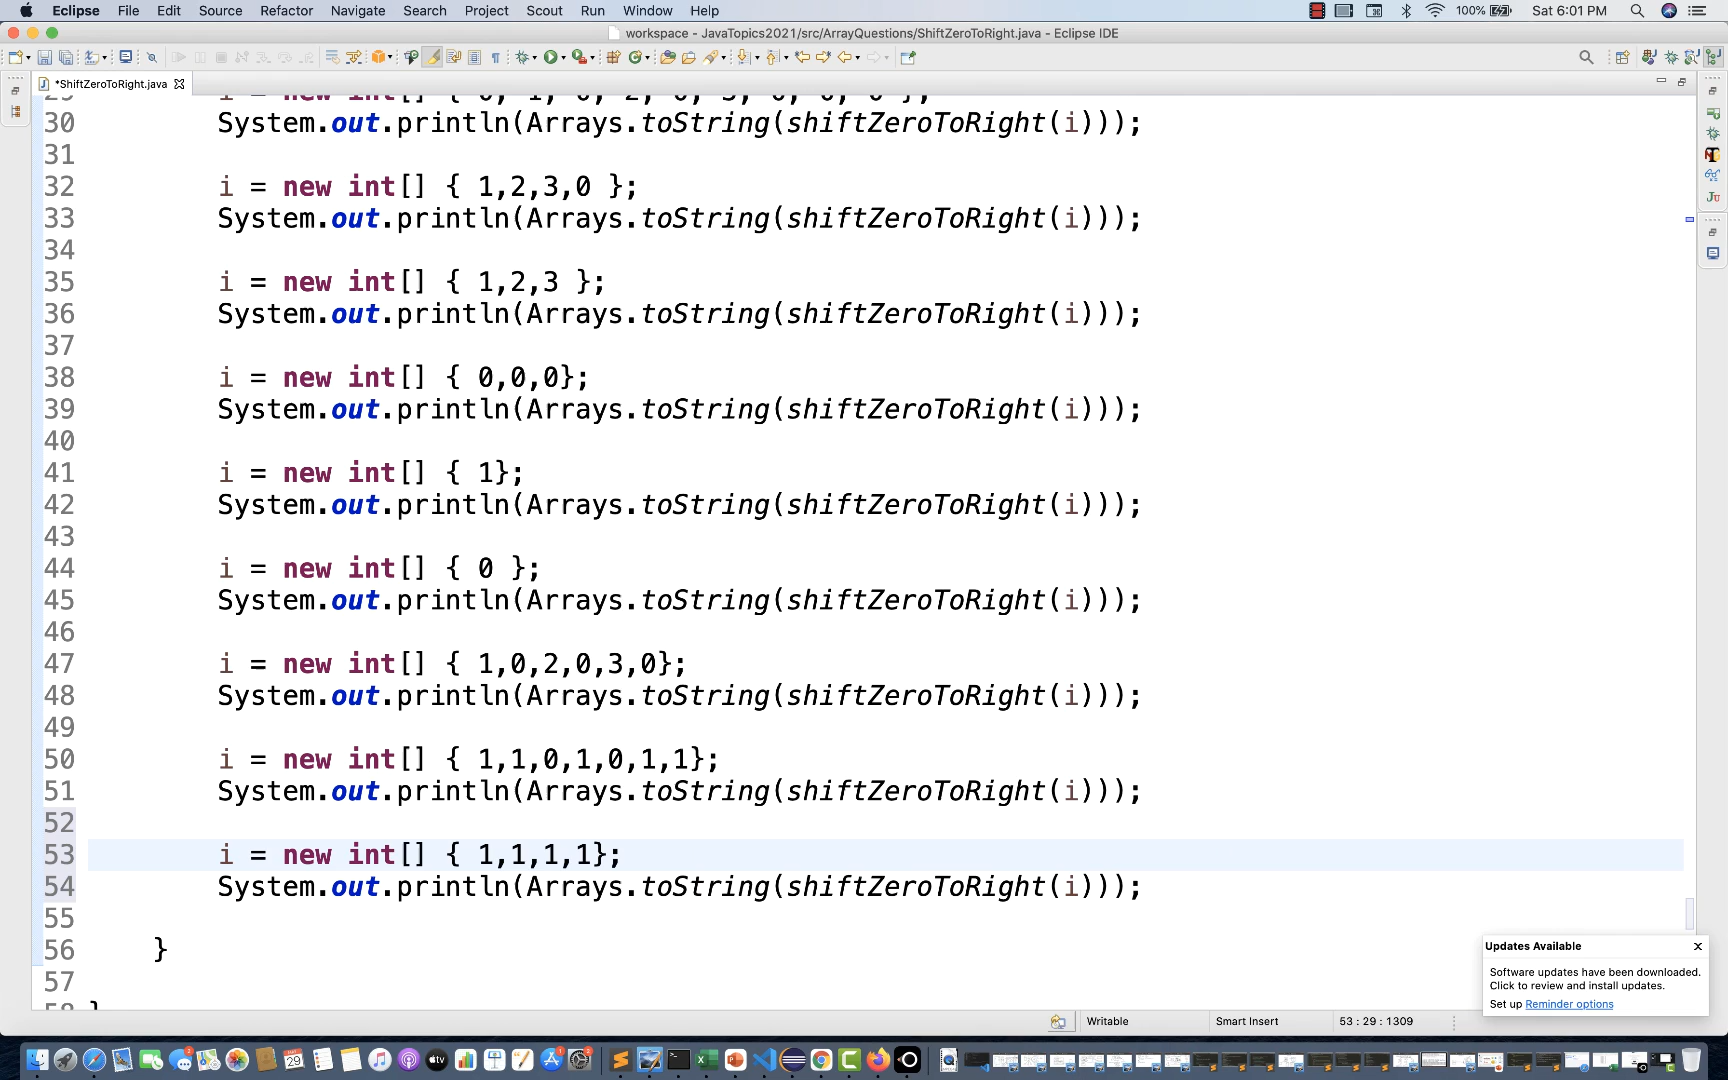 Eclipse File Edit Source Refactor Navigate Search Project Scout Run Window Help 100% Sat 6:01 PM
workspace - JavaTopics2021/src/ArrayQuestions/ShiftZeroToRight.java - Eclipse IDE
*ShiftZeroToRight.java
30 System.out.println(Arrays.toString(shiftZeroToRight(i)));
31
32 i = new int[] { 1,2,3,0 };
33 System.out.println(Arrays.toString(shiftZeroToRight(i)));
34
35 i = new int[] { 1,2,3 };
36 System.out.println(Arrays.toString(shiftZeroToRight(i)));
37
38 i = new int[] { 0,0,0};
39 System.out.println(Arrays.toString(shiftZeroToRight(i)));
40
41 i = new int[] { 1};
42 System.out.println(Arrays.toString(shiftZeroToRight(i)));
43
44 i = new int[] { 0 };
45 System.out.println(Arrays.toString(shiftZeroToRight(i)));
46
47 i = new int[] { 1,0,2,0,3,0};
48 System.out.println(Arrays.toString(shiftZeroToRight(i)));
49
50 i = new int[] { 1,1,0,1,0,1,1};
51 System.out.println(Arrays.toString(shiftZeroToRight(i)));
52
53 i = new int[] { 1,1,1,1};
54 System.out.println(Arrays.toString(shiftZeroToRight(i)));
55
56 }
57
Updates Available
Software updates have been downloaded.
Click to review and install updates.
Set up Reminder options
Writable Smart Insert 53 : 29 : 1309